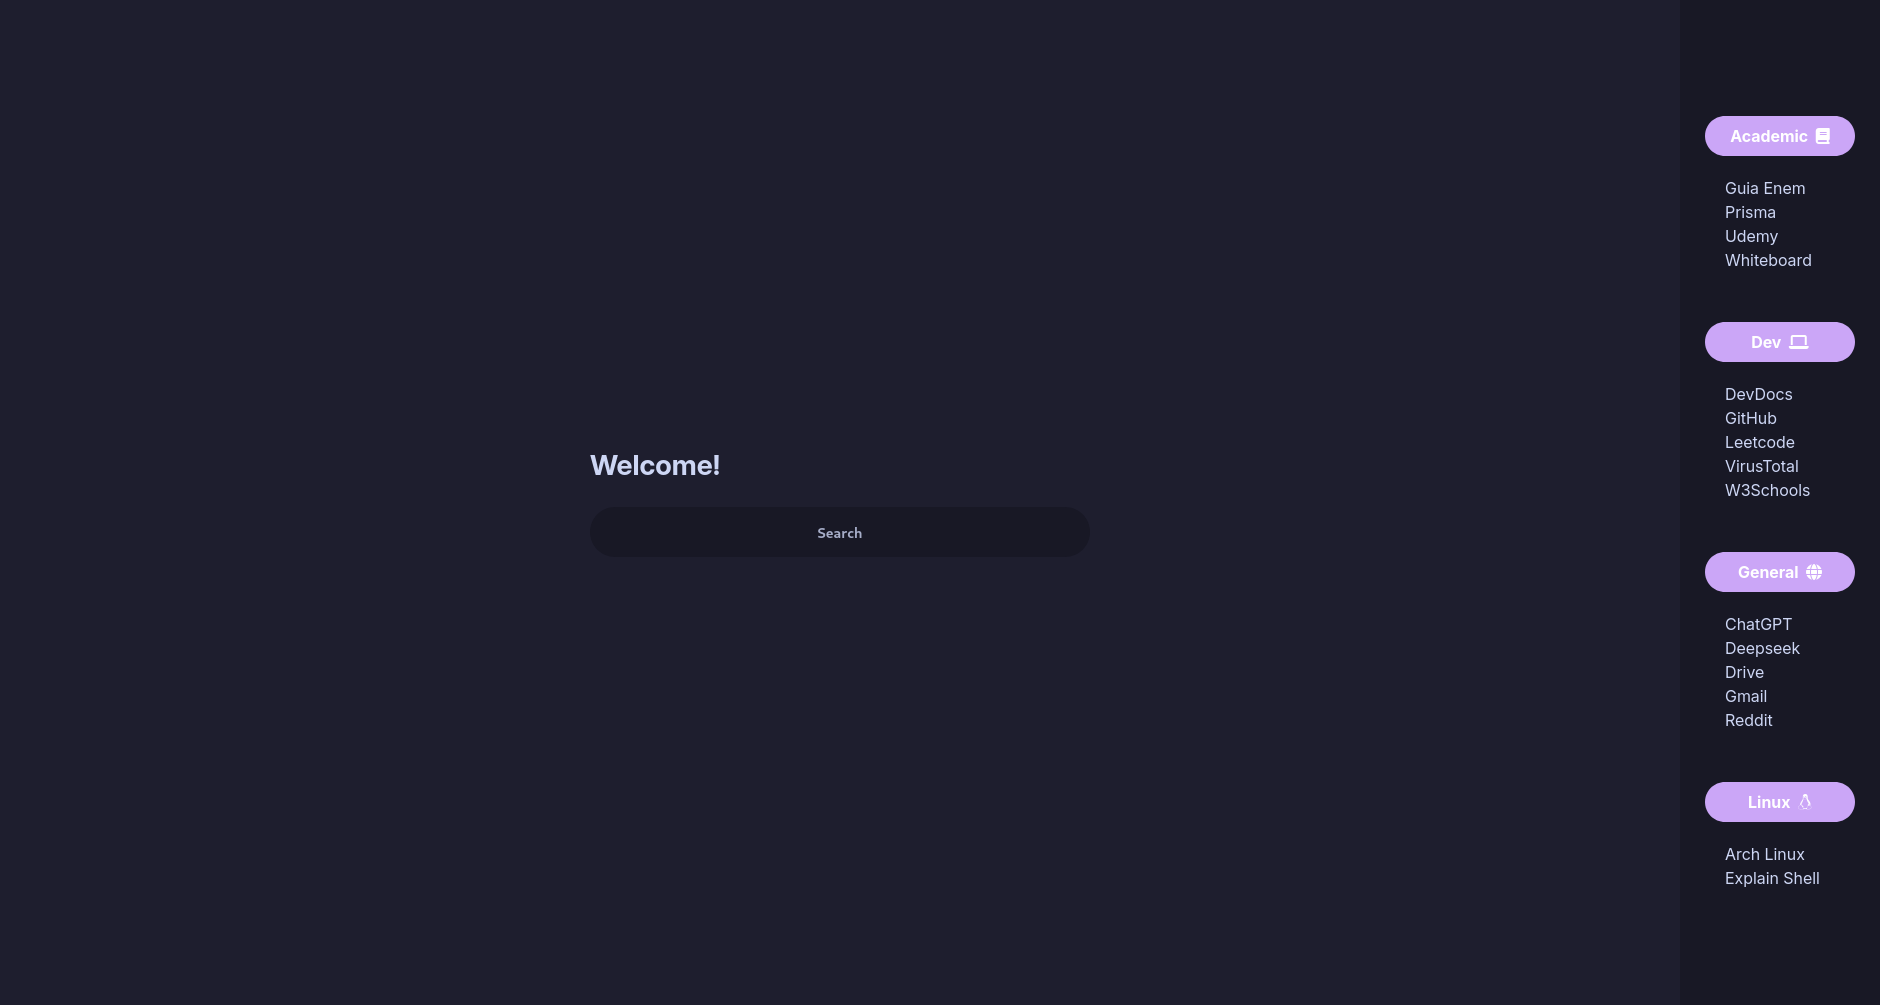 Welcome!
Search
Academic
Guia Enem
Prisma
Udemy
Whiteboard
Dev
DevDocs
GitHub
Leetcode
VirusTotal
W3Schools
General
ChatGPT
Deepseek
Drive
Gmail
Reddit
Linux
Arch Linux
Explain Shell